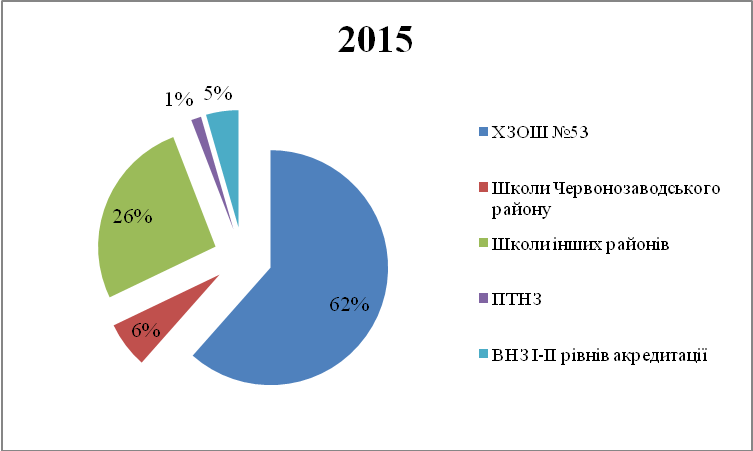 2015
1%
5%
26%
6%
62%
ХЗОШ №53
Школи Червонозаводського
району
Школи інших районів
ПТНЗ
ВНЗ І-ІІ рівнів акредитації